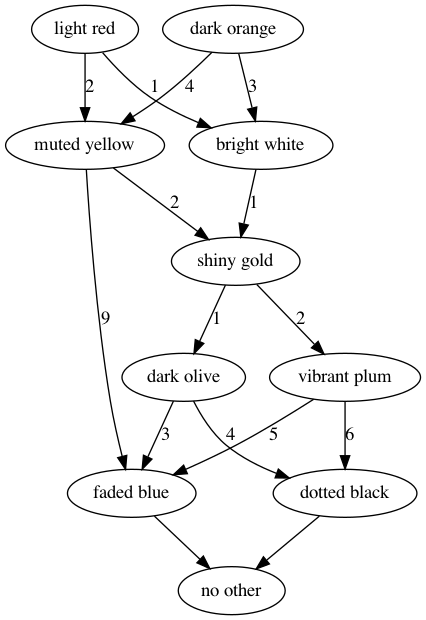 light red
dark orange
2
1
4
3
muted yellow
bright white
2
1
shiny gold
9
1
2
dark olive
vibrant plum
3
4
5
6
faded blue
dotted black
no other